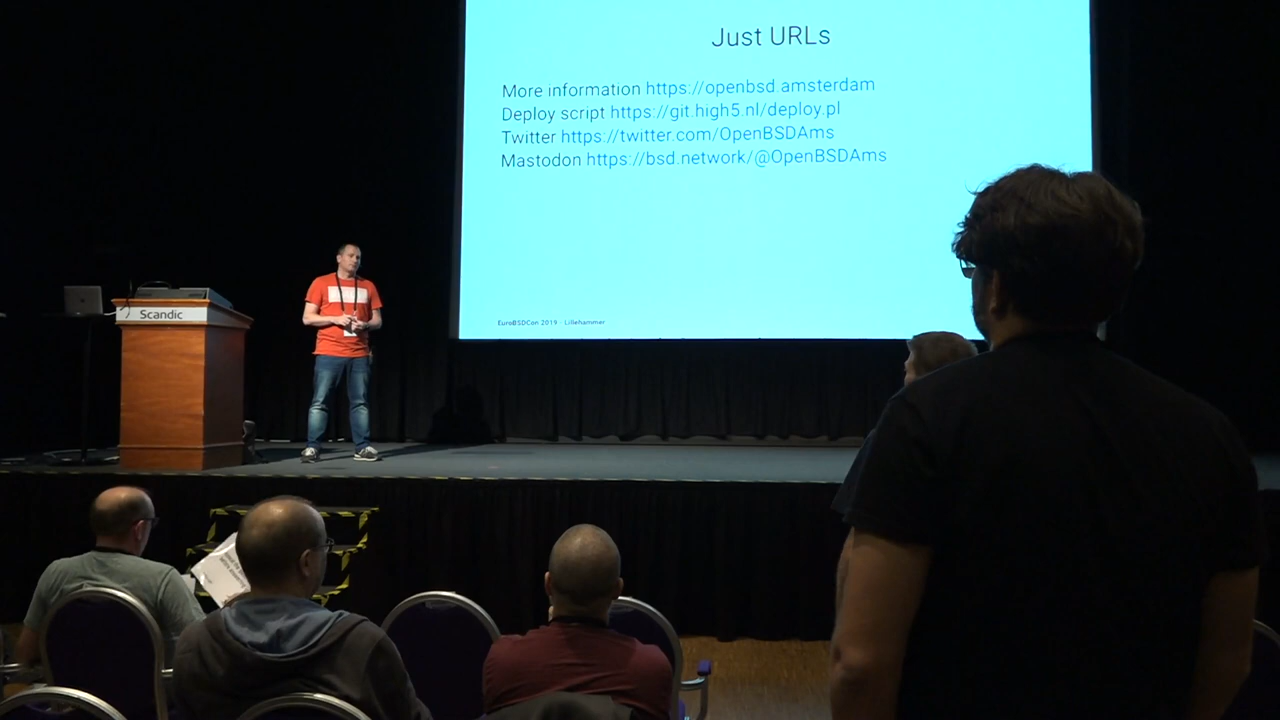 Just URLs
More information https://openbsd.amsterdam
Deploy script https://git.high5.nl/deploy.pl
Twitter https://twitter.com/OpenBSDAms
Mastodon https://bsd.network/@OpenBSDAms
EuroBSDCon 2019 - Lillehammer
Scandic